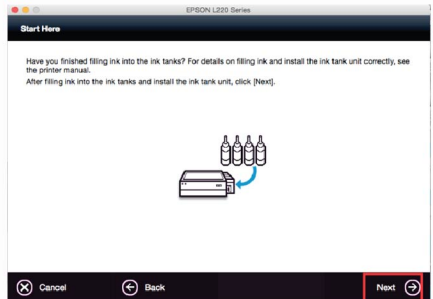 EPSON L220 Series
Start Here
Have you finished filling ink into the ink tanks? For details on filling ink and install the ink tank unit correctly, see
the printer manual.
After filling ink into the ink tanks and install the ink tank unit, click [Next].
Cancel
Back
Next